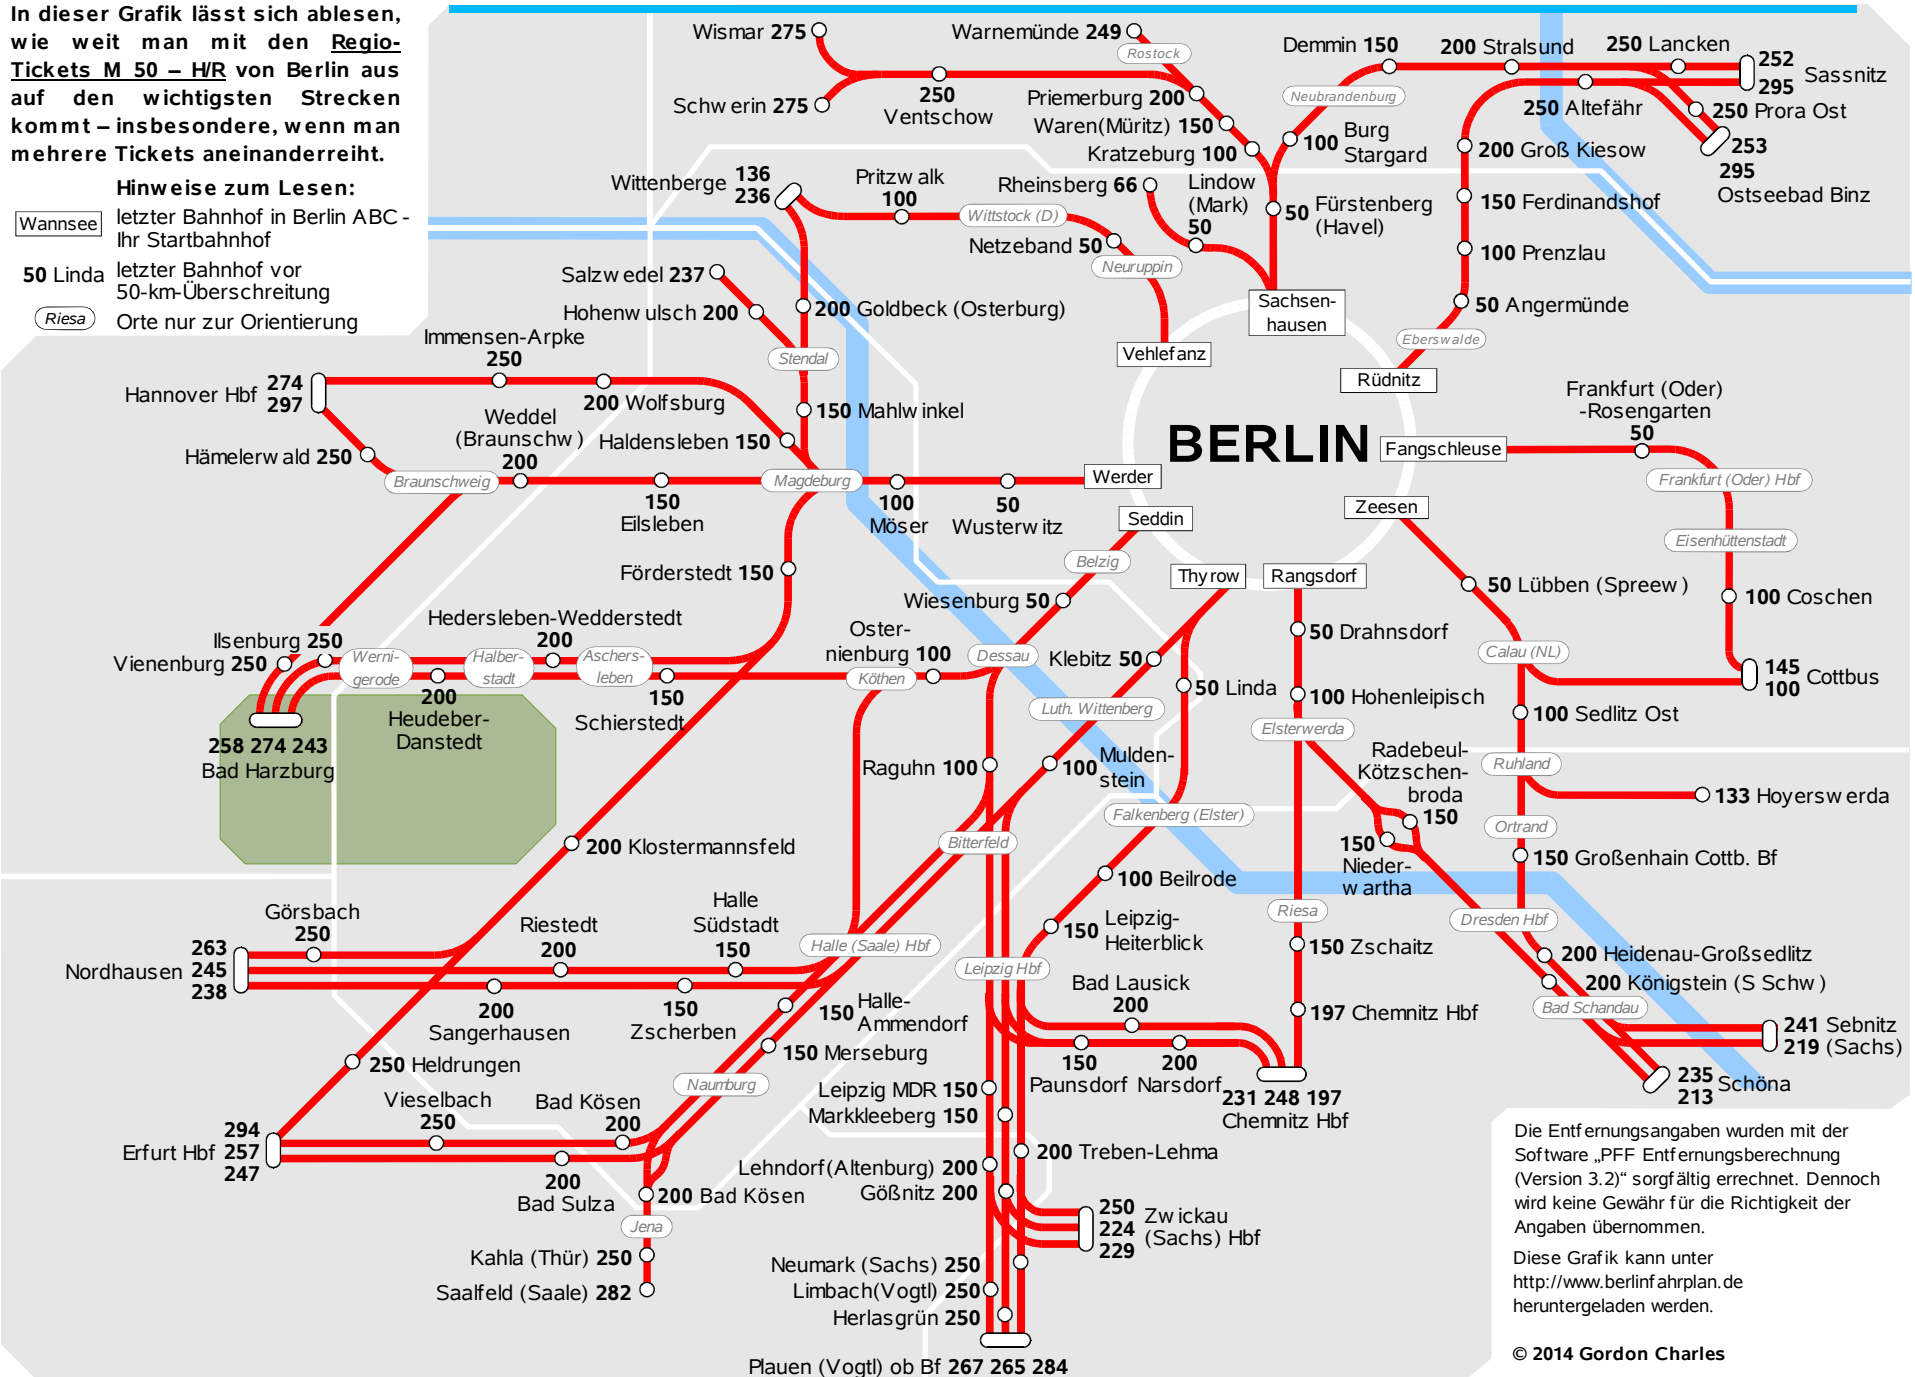 In dieser Grafik lässt sich ablesen,
wie weit man mit den Regio-
Tickets M 50 – H/R von Berlin aus
auf den wichtigsten Strecken
kommt – insbesondere, wenn man
mehrere Tickets aneinanderreiht.
Hinweise zum Lesen:
Wannsee
letzter Bahnhof in Berlin ABC -
Ihr Startbahnhof
50 Linda
letzter Bahnhof vor
50-km-Überschreitung
Riesa
Orte nur zur Orientierung
Wismar 275
Schwerin 275
250
Ventschow
Warnemünde 249
Rostock
Priemerburg 200
Waren(Müritz) 150
Kratzeburg 100
Demmin 150
200 Stralsund
250 Lancken
252
295
Sassnitz
Neubrandenburg
250 Altefähr
250 Prora Ost
253
295
Ostseebad Binz
100 Burg
Stargard
200 Groß Kiesow
150 Ferdinandshof
100 Prenzlau
50 Angermünde
Eberswalde
Rüdnitz
Wittenberge 136
236
Pritzwalk
100
Wittstock (D)
Netzeband 50
Neuruppin
Vehlefanz
Rheinsberg 66
Lindow
(Mark)
50
50 Fürstenberg
(Havel)
Sachsen-
hausen
Salzwedel 237
Hohenwulsch 200
200 Goldbeck (Osterburg)
Stendal
150 Mahlwinkel
Immensen-Arpke
250
Hannover Hbf 274
297
200 Wolfsburg
Haldensleben 150
Weddel
(Braunschw)
200
Hämelerwald 250
Braunschweig
150
Eilsleben
Magdeburg
100
Möser
50
Wusterwitz
Werder
BERLIN
Fangschleuse
Frankfurt (Oder)
-Rosengarten
50
Frankfurt (Oder) Hbf
Eisenhüttenstadt
100 Coschen
145
100
Cottbus
Zeesen
50 Lübben (Spreew)
Calau (NL)
100 Sedlitz Ost
Ruhland
133 Hoyerswerda
Ortrand
150 Großenhain Cottb. Bf
Seddin
Belzig
Wiesenburg 50
Dessau
Thyrow
Rangsdorf
50 Drahnsdorf
100 Hohenleipisch
Elsterwerda
Klebitz 50
50 Linda
Luth. Wittenberg
100 Mulden-
stein
Falkenberg (Elster)
100 Beilrode
150 Leipzig-
Heiterblick
Radebeul-
Kötzschen-
broda
150
150
Nieder-
wartha
Riesa
150 Zschaitz
197 Chemnitz Hbf
Dresden Hbf
200 Heidenau-Großsedlitz
200 Königstein (S Schw)
Bad Schandau
241 Sebnitz
219 (Sachs)
235
213
Schöna
Förderstedt 150
Hedersleben-Wedderstedt
200
Ilsenburg 250
Vienenburg 250
Werni-
gerode
Halber-
stadt
Aschers-
leben
200
Heudeber-
Danstedt
150
Schierstedt
Oster-
nienburg 100
Köthen
258 274 243
Bad Harzburg
Raguhn 100
Bitterfeld
200 Klostermannsfeld
Görsbach
250
Riestedt
200
Halle
Südstadt
150
Halle (Saale) Hbf
Nordhausen 263
245
238
200
Sangerhausen
150
Zscherben
150 Halle-
Ammendorf
150 Merseburg
Leipzig Hbf
Bad Lausick
200
150
Paunsdorf
200
Narsdorf
231 248 197
Chemnitz Hbf
250 Heldrungen
Naumburg
Vieselbach
250
Bad Kösen
200
Erfurt Hbf 294
257
247
200
Bad Sulza
200 Bad Kösen
Jena
Kahla (Thür) 250
Saalfeld (Saale) 282
Leipzig MDR 150
Markkleeberg 150
Lehndorf(Altenburg) 200
Gößnitz 200
200 Treben-Lehma
250
224
229
Zwickau
(Sachs) Hbf
Neumark (Sachs) 250
Limbach(Vogtl) 250
Herlasgrün 250
Plauen (Vogtl) ob Bf 267 265 284
Die Entfernungsangaben wurden mit der
Software „PFF Entfernungsberechnung
(Version 3.2)“ sorgfältig errechnet. Dennoch
wird keine Gewähr für die Richtigkeit der
Angaben übernommen.
Diese Grafik kann unter
http://www.berlinfahrplan.de
heruntergeladen werden.
© 2014 Gordon Charles